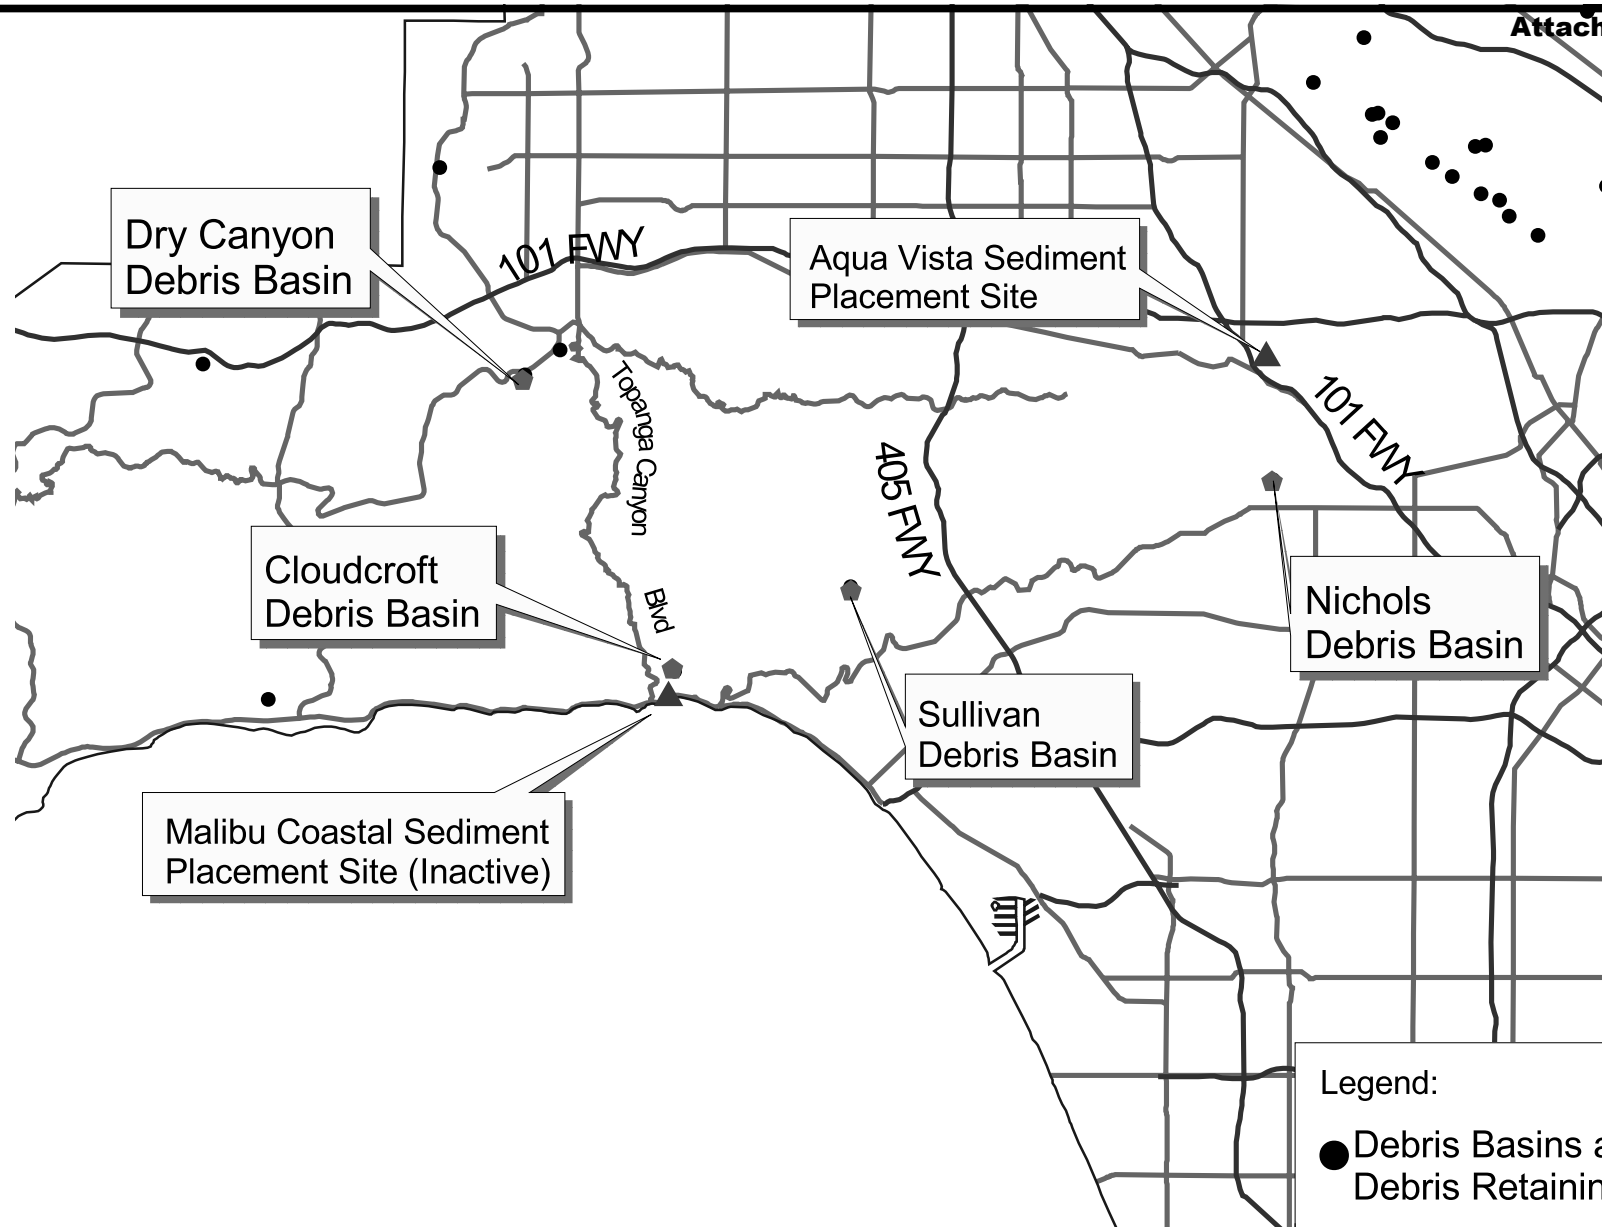 Attach
Dry Canyon
Debris Basin
101 FWY
Aqua Vista Sediment
Placement Site
Topanga Canyon
Blvd
405 FWY
101 FWY
Cloudcroft
Debris Basin
Nichols
Debris Basin
Sullivan
Debris Basin
Malibu Coastal Sediment
Placement Site (Inactive)
Legend:
Debris Basins a
Debris Retainin